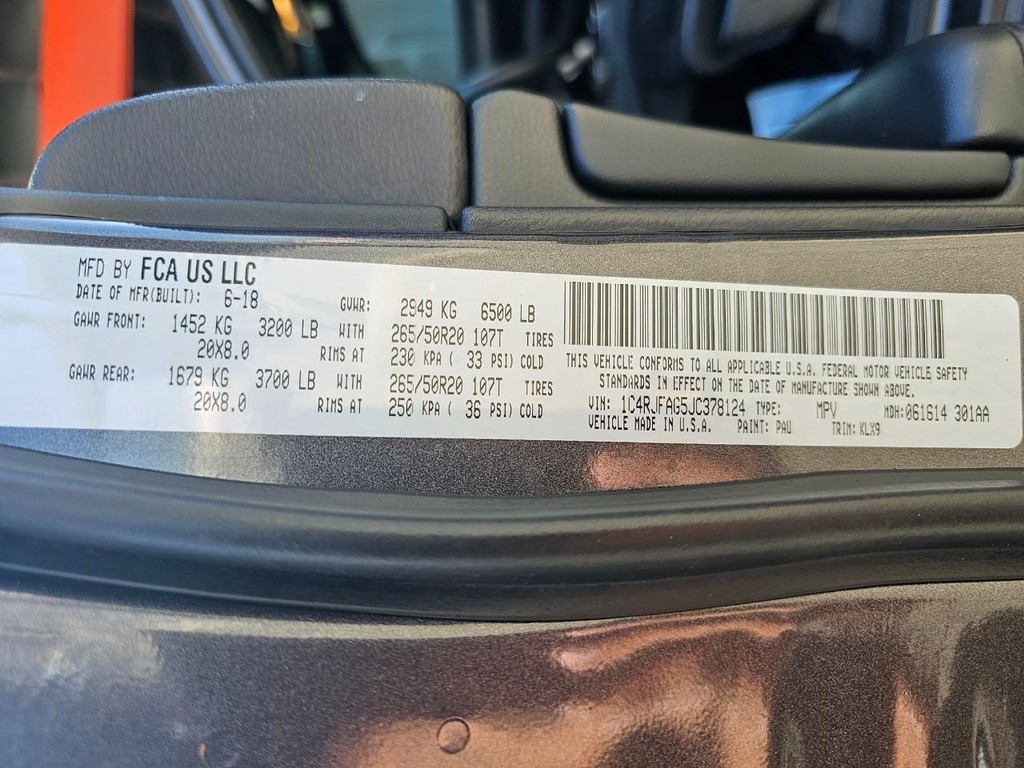 MFD BY FCA US LLC
DATE OF MFR(BUILT): 6-18 GVWR: 2949 KG 6500 LB
GAWR FRONT: 1452 KG 3200 LB WITH 265/50R20 107T TIRES
20X8.0 RIMS AT 230 KPA ( 33 PSI) COLD
GAWR REAR: 1679 KG 3700 LB WITH 265/50R20 107T TIRES
20X8.0 RIMS AT 250 KPA ( 36 PSI) COLD
THIS VEHICLE CONFORMS TO ALL APPLICABLE U.S.A. FEDERAL MOTOR VEHICLE SAFETY
STANDARDS IN EFFECT ON THE DATE OF MANUFACTURE SHOWN ABOVE.
VIN: 1C4RJFAG5JC378124 TYPE: MPV MDH: 061614 301AA
VEHICLE MADE IN U.S.A. PAINT: PAU TRIM: KLX9